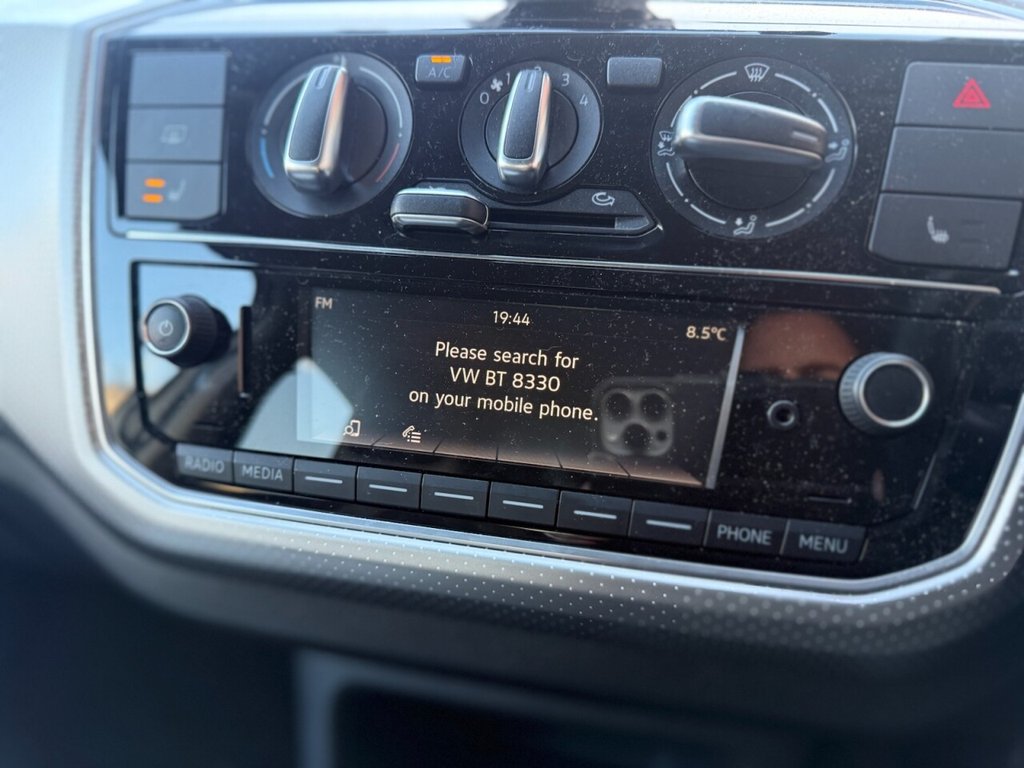 A/C
0 1 2 3 4
FM
19:44
8.5°C
Please search for
VW BT 8330
on your mobile phone.
RADIO MEDIA PHONE MENU